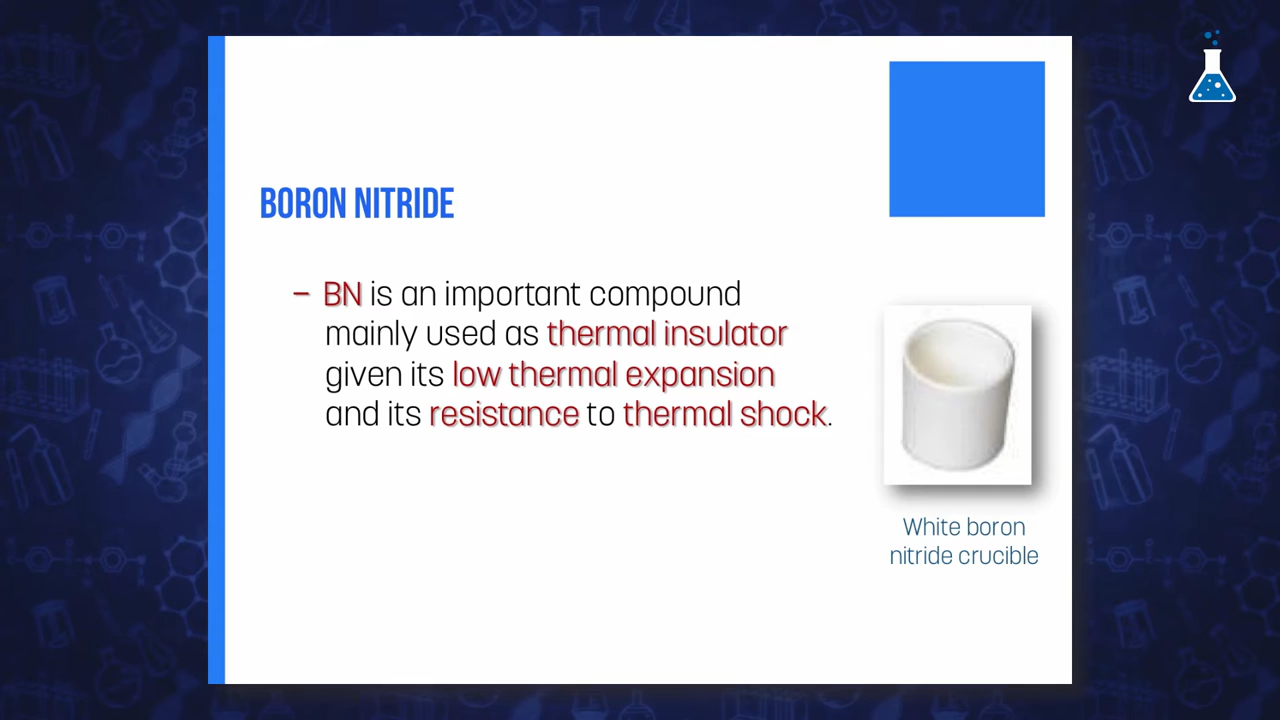 BORON NITRIDE
– BN is an important compound
mainly used as thermal insulator
given its low thermal expansion
and its resistance to thermal shock.
White boron
nitride crucible